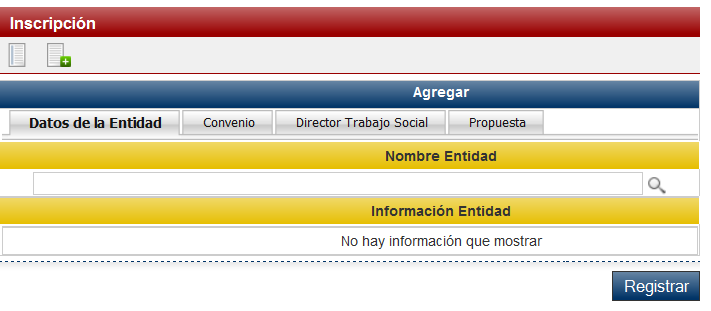 Inscripción
Agregar
Datos de la Entidad Convenio Director Trabajo Social Propuesta
Nombre Entidad
Información Entidad
No hay información que mostrar
Registrar